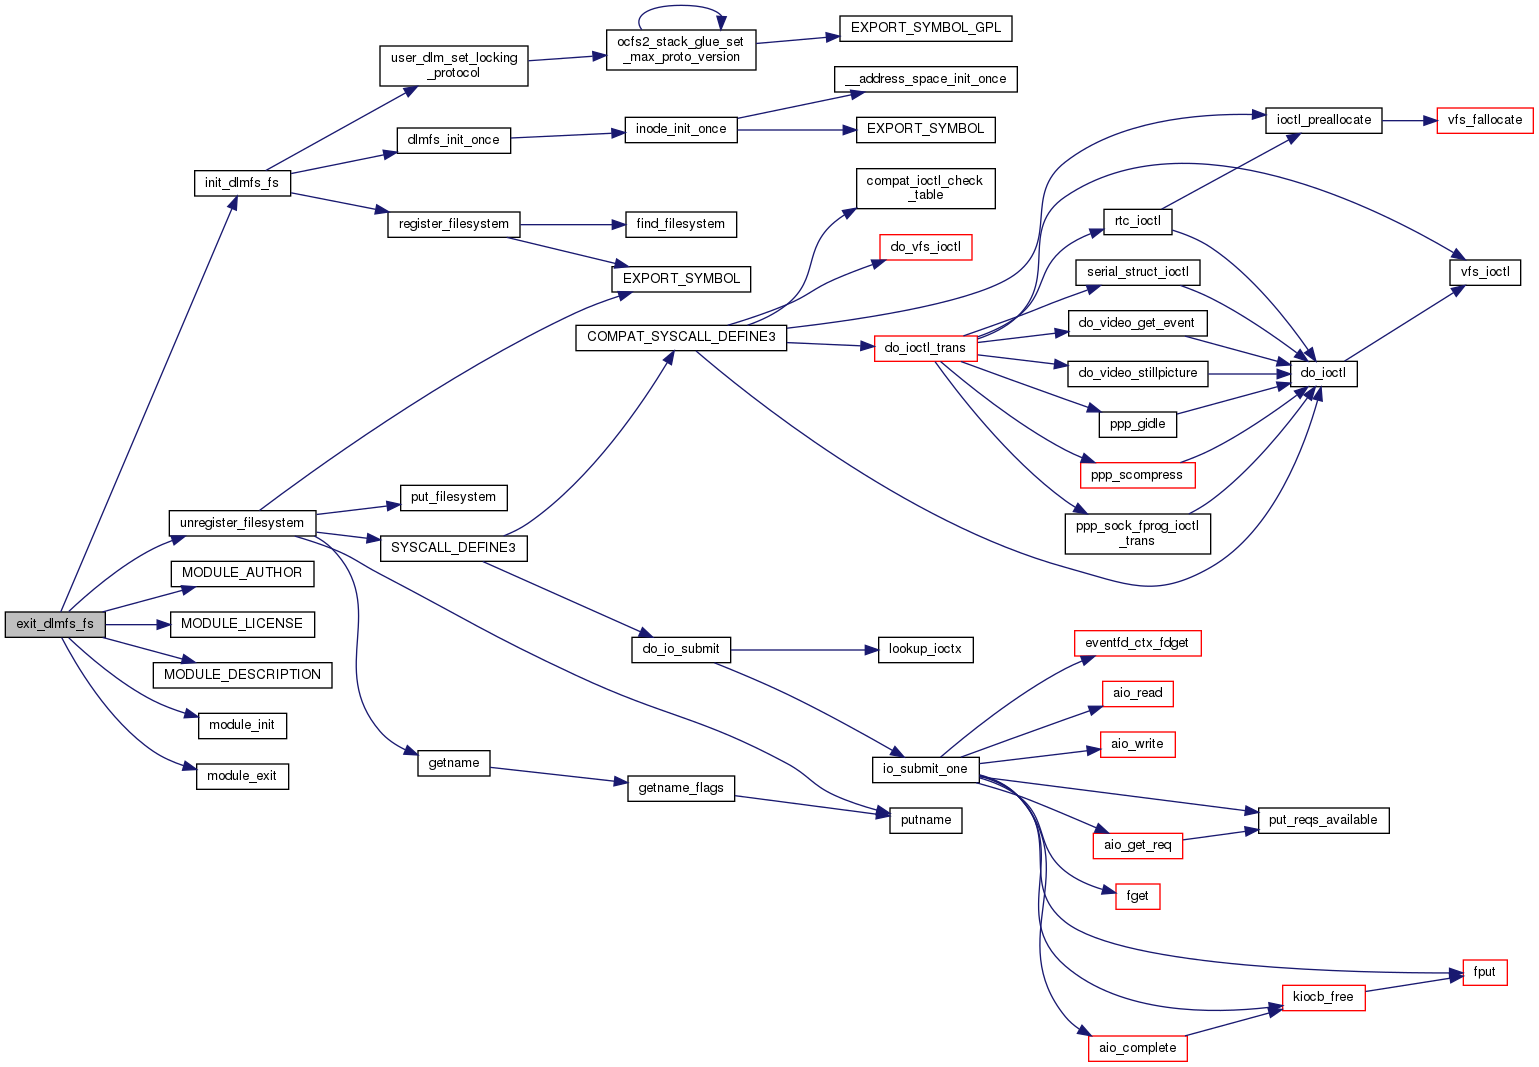 exit_dlmfs_fs
init_dlmfs_fs
unregister_filesystem
MODULE_AUTHOR
MODULE_LICENSE
MODULE_DESCRIPTION
module_init
module_exit
user_dlm_set_locking
_protocol
dlmfs_init_once
register_filesystem
put_filesystem
SYSCALL_DEFINE3
getname
ocfs2_stack_glue_set
_max_proto_version
inode_init_once
find_filesystem
EXPORT_SYMBOL
COMPAT_SYSCALL_DEFINE3
do_io_submit
getname_flags
EXPORT_SYMBOL_GPL
__address_space_init_once
EXPORT_SYMBOL
compat_ioctl_check
_table
do_vfs_ioctl
do_ioctl_trans
lookup_ioctx
io_submit_one
putname
ioctl_preallocate
vfs_fallocate
rtc_ioctl
serial_struct_ioctl
vfs_ioctl
do_video_get_event
do_video_stillpicture
do_ioctl
ppp_gidle
ppp_scompress
ppp_sock_fprog_ioctl
_trans
eventfd_ctx_fdget
aio_read
aio_write
put_reqs_available
aio_get_req
fget
fput
kiocb_free
aio_complete